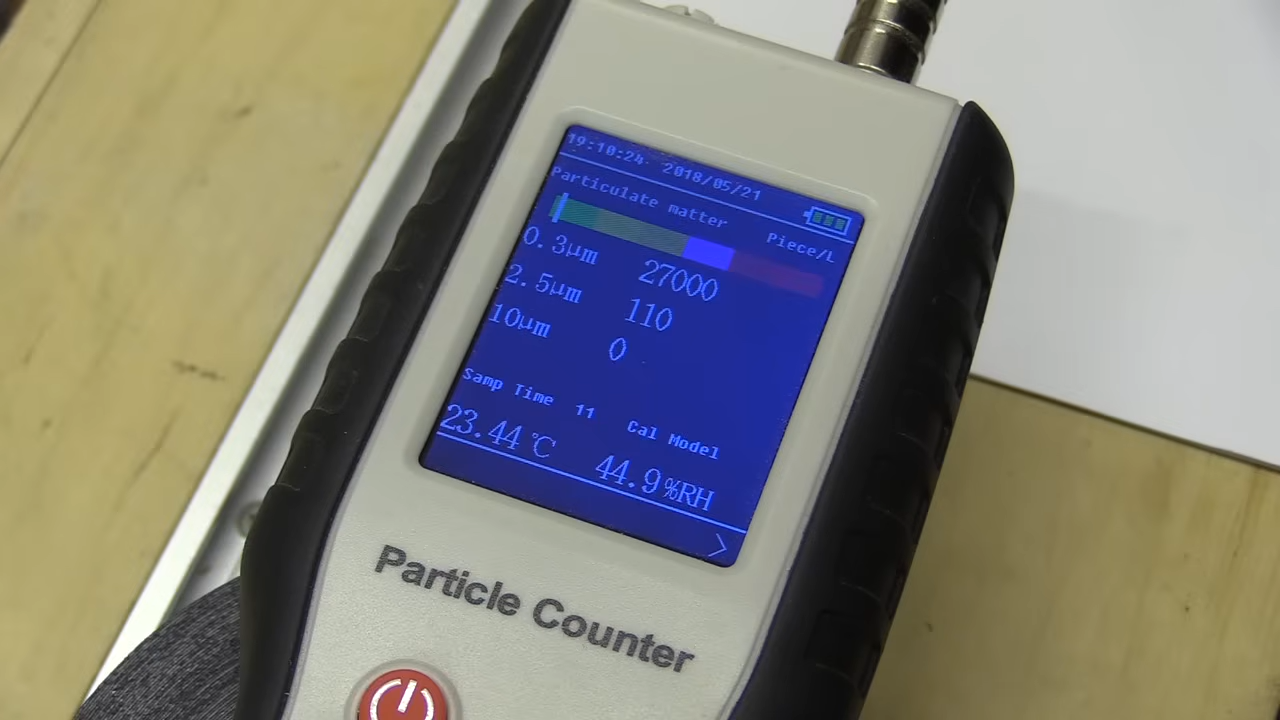 19:10:24 2018/05/21
Particulate matter
Piece/L
0.3μm 27000
2.5μm 110
10μm 0
Samp Time 11 Cal Model
23.44℃ 44.9%RH
>
Particle Counter